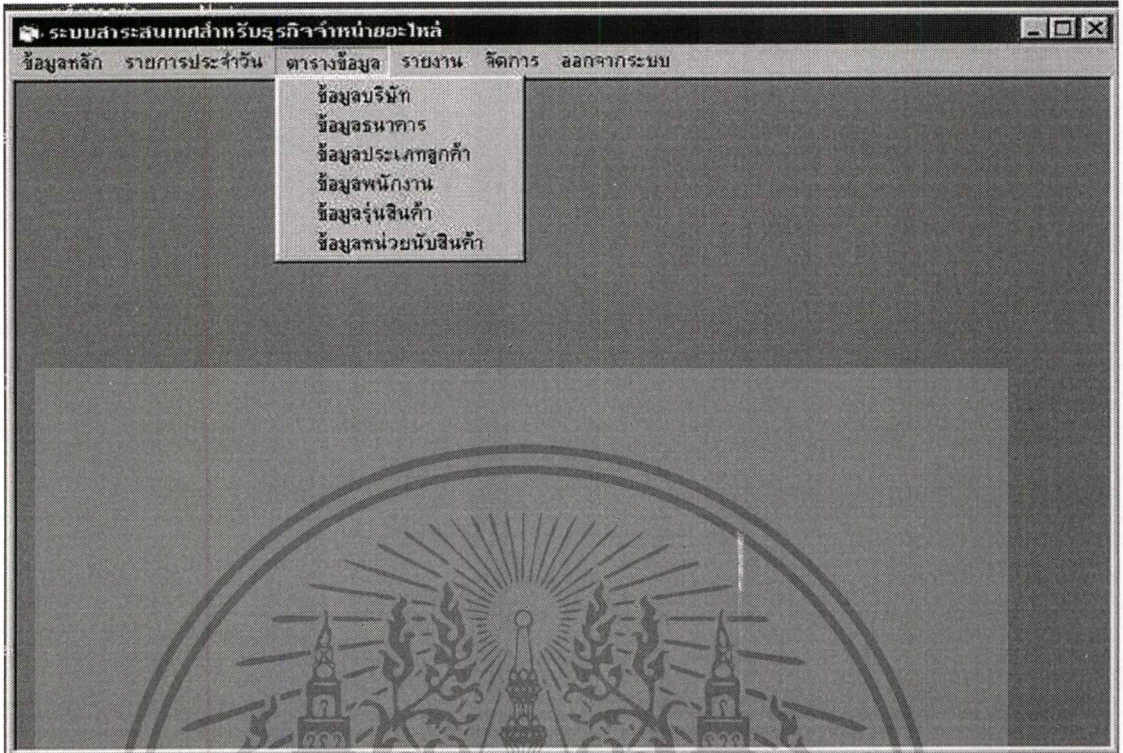 ระบบสาระสนเทศสำหรับธุรกิจจำหน่ายอะไหล่
ข้อมูลหลัก รายการประจำวัน ตารางข้อมูล รายงาน จัดการ ออกจากระบบ
ข้อมูลบริษัท
ข้อมูลธนาคาร
ข้อมูลประเภทลูกค้า
ข้อมูลพนักงาน
ข้อมูลรุ่นสินค้า
ข้อมูลหน่วยนับสินค้า